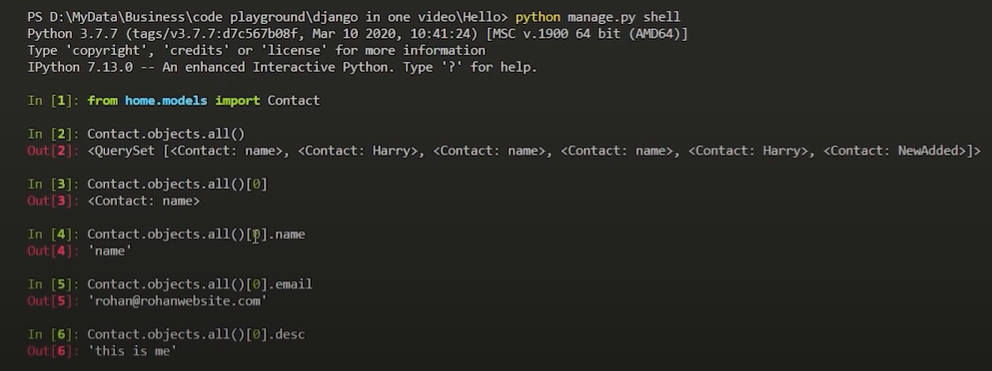 PS D:\MyData\Business\code playground\django in one video\Hello> python manage.py shell
Python 3.7.7 (tags/v3.7.7:d7c567b08f, Mar 10 2020, 10:41:24) [MSC v.1900 64 bit (AMD64)]
Type 'copyright', 'credits' or 'license' for more information
IPython 7.13.0 -- An enhanced Interactive Python. Type '?' for help.
In [1]: from home.models import Contact
In [2]: Contact.objects.all()
Out[2]: <QuerySet [<Contact: name>, <Contact: Harry>, <Contact: name>, <Contact: name>, <Contact: Harry>, <Contact: NewAdded>]>
In [3]: Contact.objects.all()[0]
Out[3]: <Contact: name>
In [4]: Contact.objects.all()[0].name
Out[4]: 'name'
In [5]: Contact.objects.all()[0].email
Out[5]: 'rohan@rohanwebsite.com'
In [6]: Contact.objects.all()[0].desc
Out[6]: 'this is me'